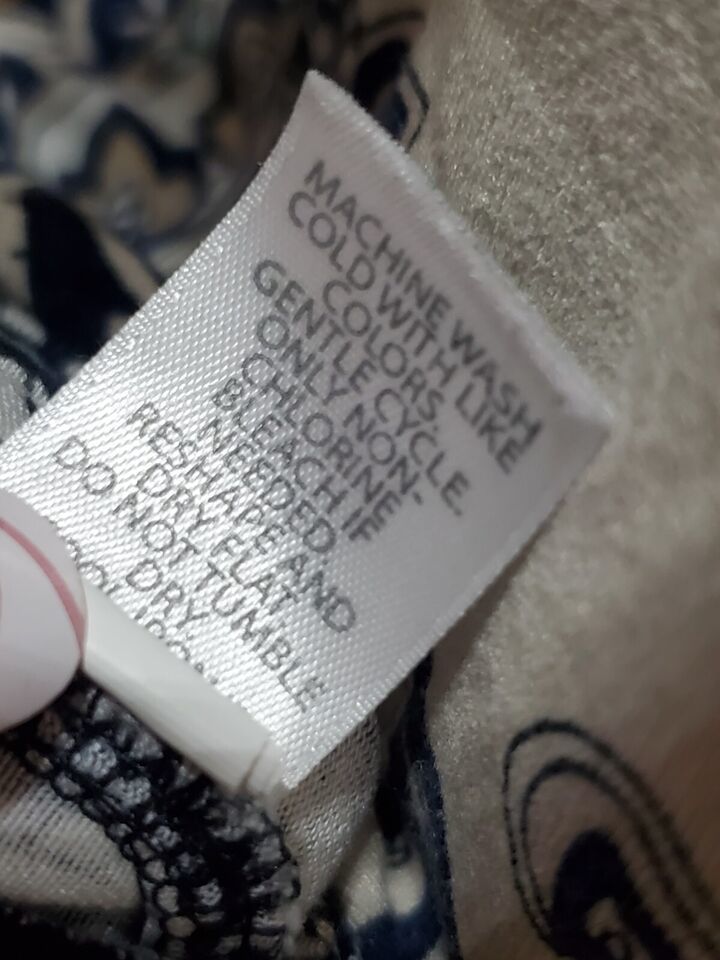 MACHINE WASH
COLD WITH LIKE
COLORS.
GENTLE CYCLE.
ONLY NON-
CHLORINE
BLEACH IF
NEEDED.
RESHAPE AND
DRY FLAT.
DO NOT TUMBLE
DRY
IRON